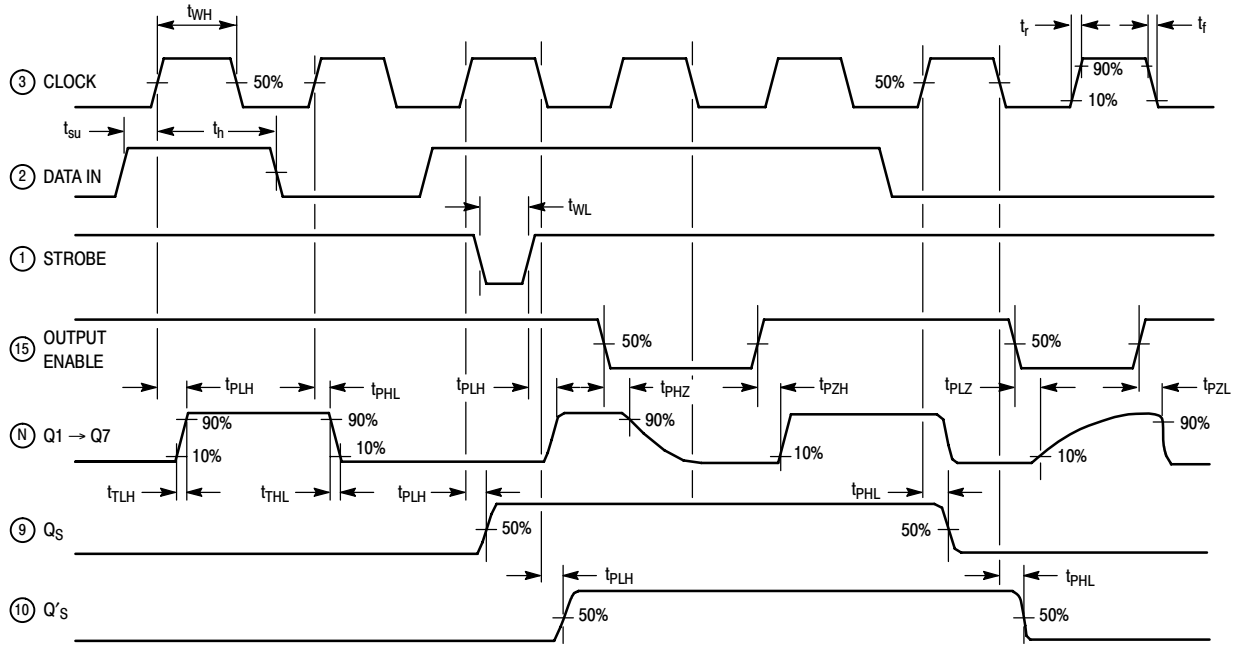 tWH
tr
tf
3 CLOCK
50%
50%
90%
10%
tsu
th
2 DATA IN
tWL
1 STROBE
15 OUTPUT
ENABLE
50%
50%
tPLH
tPHL
tPLH
tPHZ
tPZH
tPLZ
tPZL
N Q1 → Q7
90%
90%
90%
90%
10%
10%
10%
10%
tTLH
tTHL
tPLH
tPHL
9 QS
50%
50%
tPLH
tPHL
10 Q′S
50%
50%